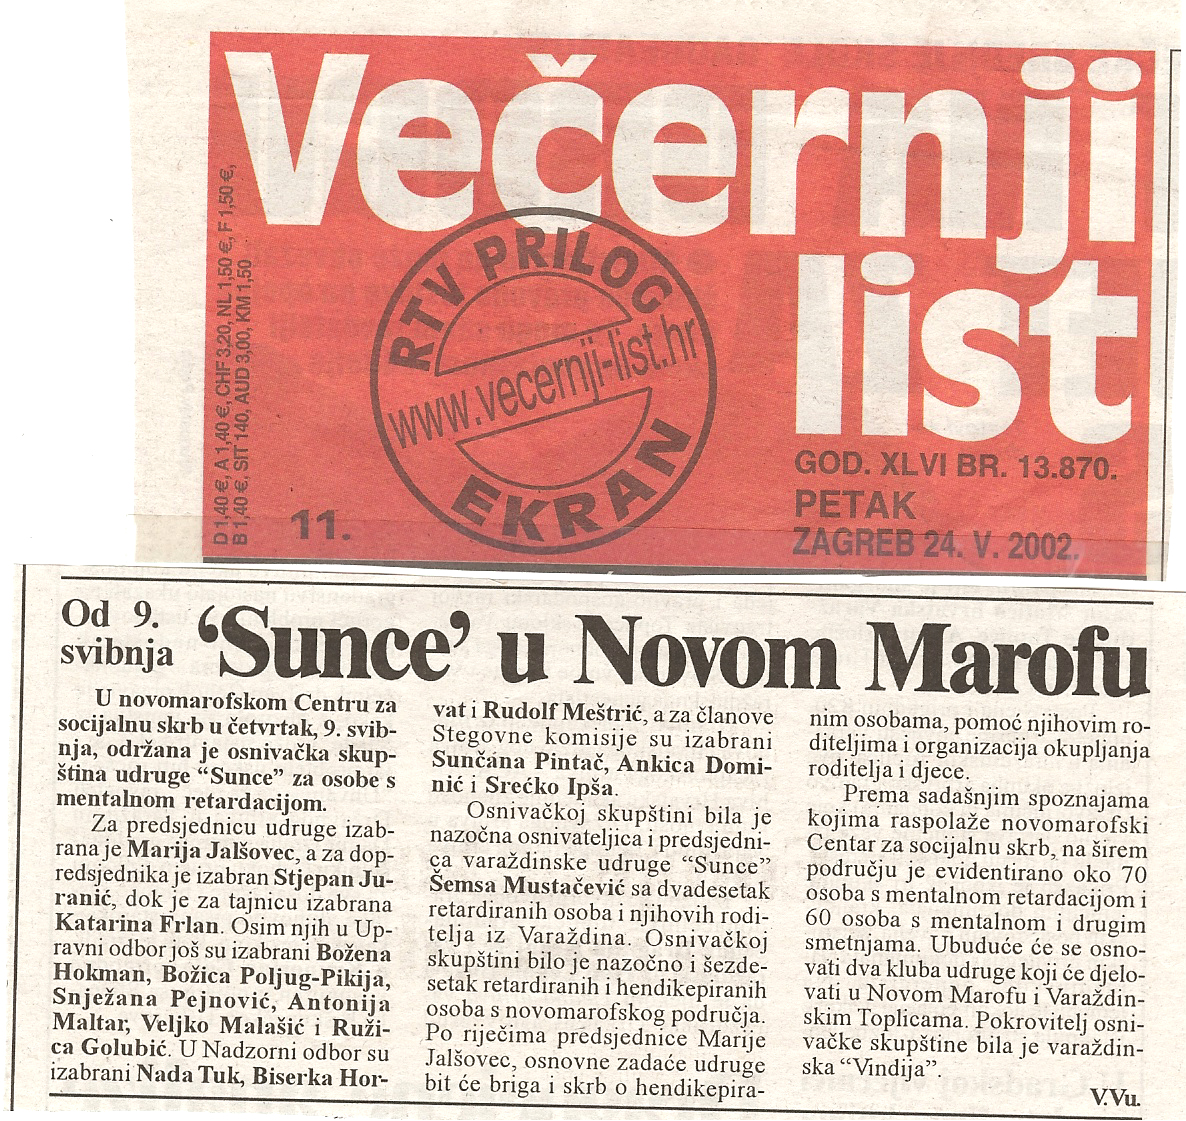 Večernji
list
D 1,40 €, A 1,40 €, CHF 3,20, NL 1,50 €, F 1,50 €,
B 1,40 €, SIT 140, AUD 3,00, KM 1,50
RTV PRILOG
www.vecernji-list.hr
EKRAN
11.
GOD. XLVI BR. 13.870.
PETAK
ZAGREB 24. V. 2002.
Od 9.
svibnja
‘Sunce’ u Novom Marofu
U novomarofskom Centru za
socijalnu skrb u četvrtak, 9. svib-
nja, održana je osnivačka skup-
ština udruge “Sunce” za osobe s
mentalnom retardacijom.
Za predsjednicu udruge izab-
rana je Marija Jalšovec, a za dop-
redsjednika je izabran Stjepan Ju-
ranić, dok je za tajnicu izabrana
Katarina Frlan. Osim njih u Up-
ravni odbor još su izabrani Božena
Hokman, Božica Poljug-Pikija,
Snježana Pejnović, Antonija
Maltar, Veljko Malašić i Ruži-
ca Golubić. U Nadzorni odbor su
izabrani Nada Tuk, Biserka Hor-
vat i Rudolf Meštrić, a za članove
Stegovne komisije su izabrani
Sunčana Pintač, Ankica Domi-
nić i Srećko Ipša.
Osnivačkoj skupštini bila je
nazočna osnivateljica i predsjedni-
ca varaždinske udruge “Sunce”
Šemsa Mustačević sa dvadesetak
retardiranih osoba i njihovih rodi-
telja iz Varaždina. Osnivačkoj
skupštini bilo je nazočno i šezde-
setak retardiranih i hendikepiranih
osoba s novomarofskog područja.
Po riječima predsjednice Marije
Jalšovec, osnovne zadaće udruge
bit će briga i skrb o hendikepira-
nim osobama, pomoć njihovim ro-
diteljima i organizacija okupljanja
roditelja i djece.
Prema sadašnjim spoznajama
kojima raspolaže novomarofski
Centar za socijalnu skrb, na širem
području je evidentirano oko 70
osoba s mentalnom retardacijom i
60 osoba s mentalnom i drugim
smetnjama. Ubuduće će se osno-
vati dva kluba udruge koji će djelo-
vati u Novom Marofu i Varaždin-
skim Toplicama. Pokrovitelj osni-
vačke skupštine bila je varaždin-
ska “Vindija”.
V.Vu.